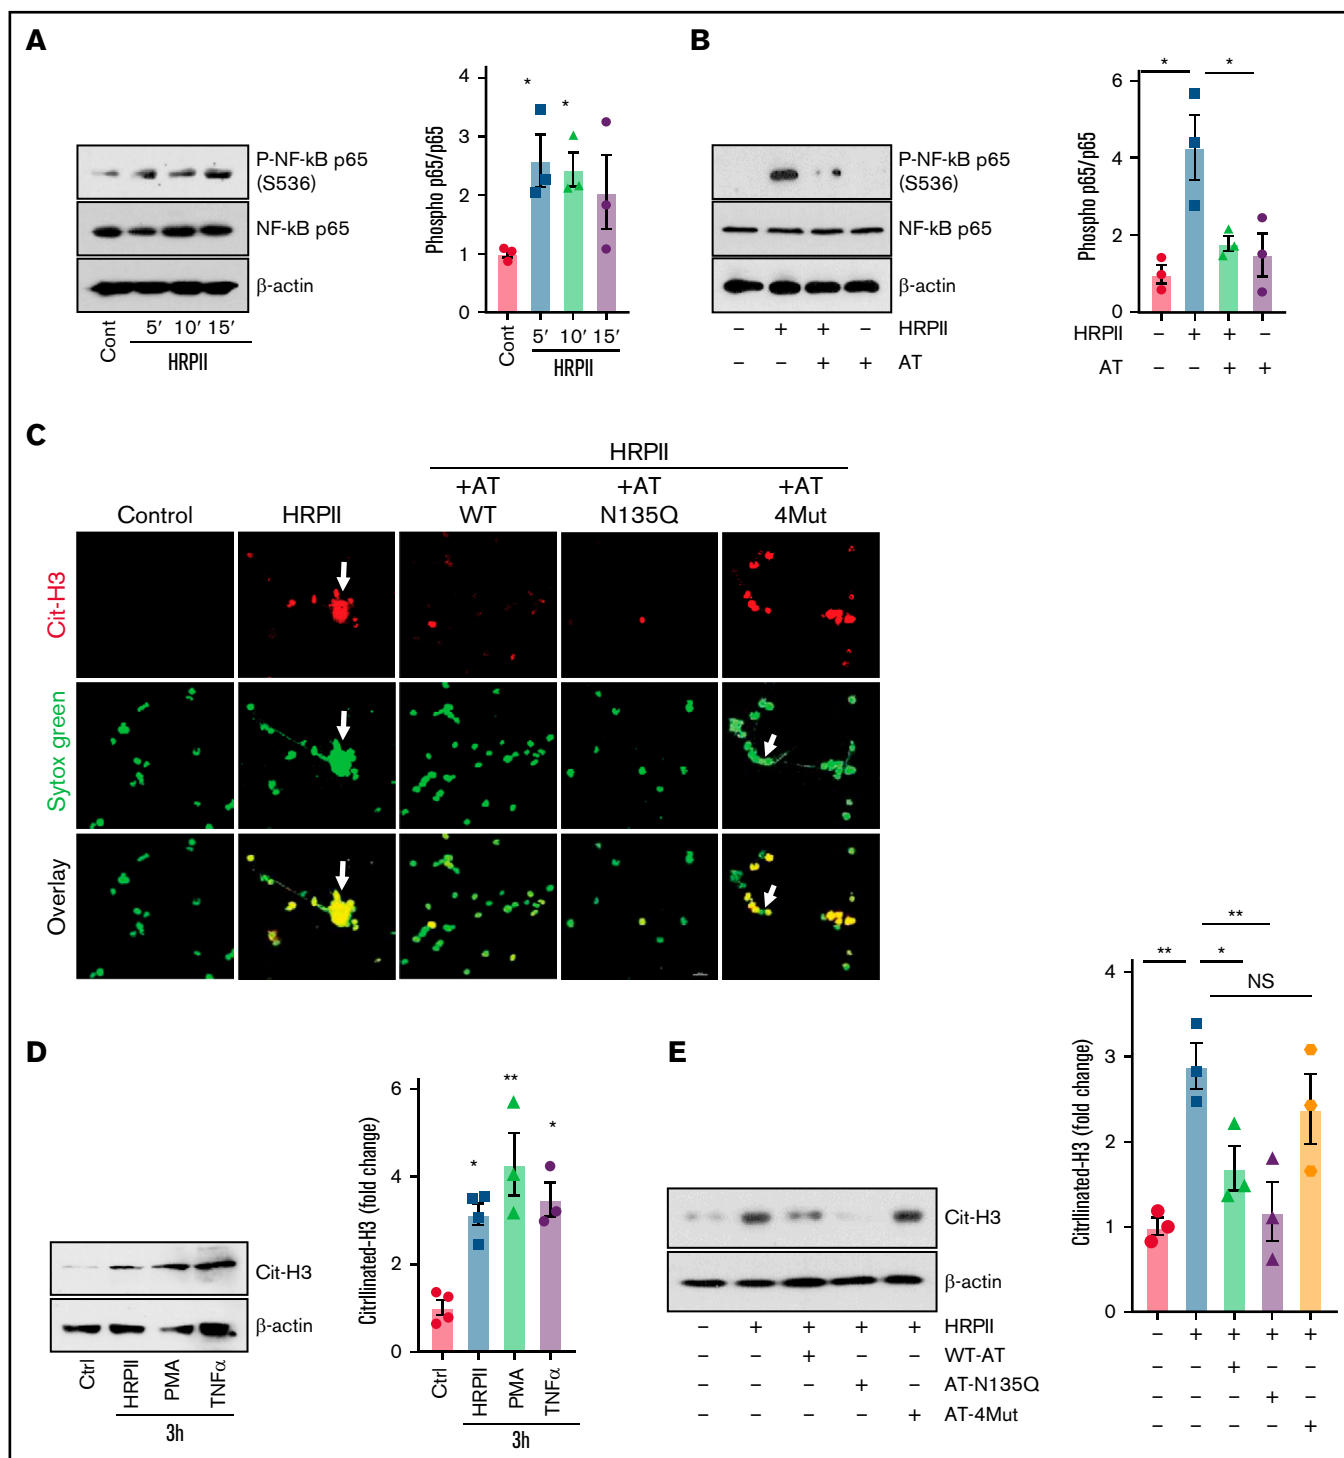 A
P-NF-kB p65
(S536)
NF-kB p65
β-actin
Cont
5′ 10′ 15′
HRPII
Phospho p65/p65
4
3
2
1
0
*
*
Cont
5′ 10′ 15′
HRPII
B
P-NF-kB p65
(S536)
NF-kB p65
β-actin
– + + – HRPII
– – + + AT
Phospho p65/p65
6
4
2
0
* *
HRPII – + + –
AT – – + +
C
HRPII
Control HRPII +AT WT +AT N135Q +AT 4Mut
Cit-H3
Sytox green
Overlay
D
Cit-H3
β-actin
Ctrl HRPII PMA TNFα
3h
Citrllinated-H3 (fold change)
6
4
2
0
* ** *
Ctrl HRPII PMA TNFα
3h
E
Cit-H3
β-actin
– + + + + HRPII
– – + – – WT-AT
– – – + – AT-N135Q
– – – – + AT-4Mut
Citrllinated-H3 (fold change)
4
3
2
1
0
**
** *
NS
– + + + +
– – + – –
– – – + –
– – – – +